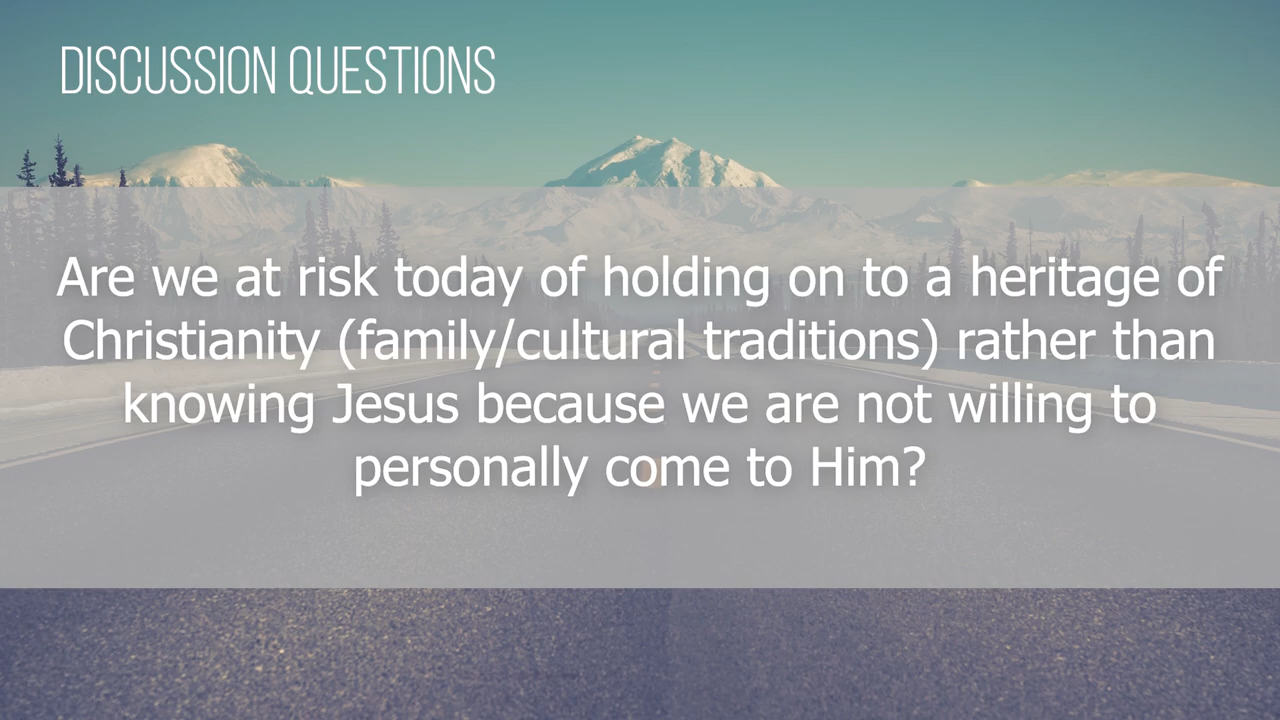 DISCUSSION QUESTIONS
Are we at risk today of holding on to a heritage of
Christianity (family/cultural traditions) rather than
knowing Jesus because we are not willing to
personally come to Him?